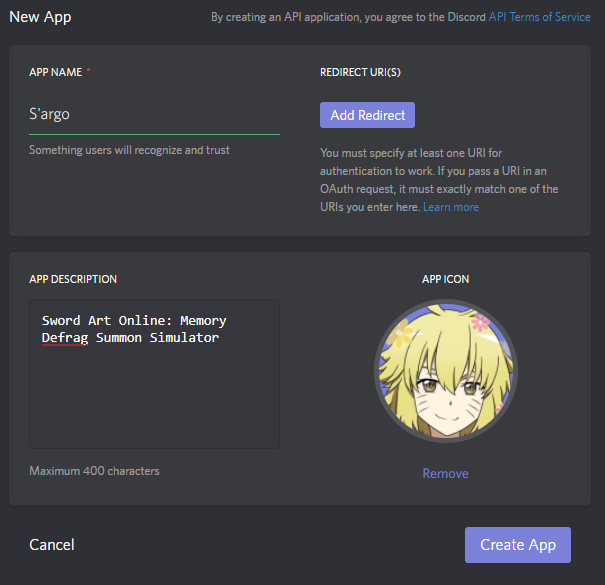 New App
By creating an API application, you agree to the Discord API Terms of Service
APP NAME *
S'argo
Something users will recognize and trust
REDIRECT URI(S)
Add Redirect
You must specify at least one URI for
authentication to work. If you pass a URI in an
OAuth request, it must exactly match one of the
URIs you enter here. Learn more
APP DESCRIPTION
Sword Art Online: Memory
Defrag Summon Simulator
Maximum 400 characters
APP ICON
Remove
Cancel
Create App